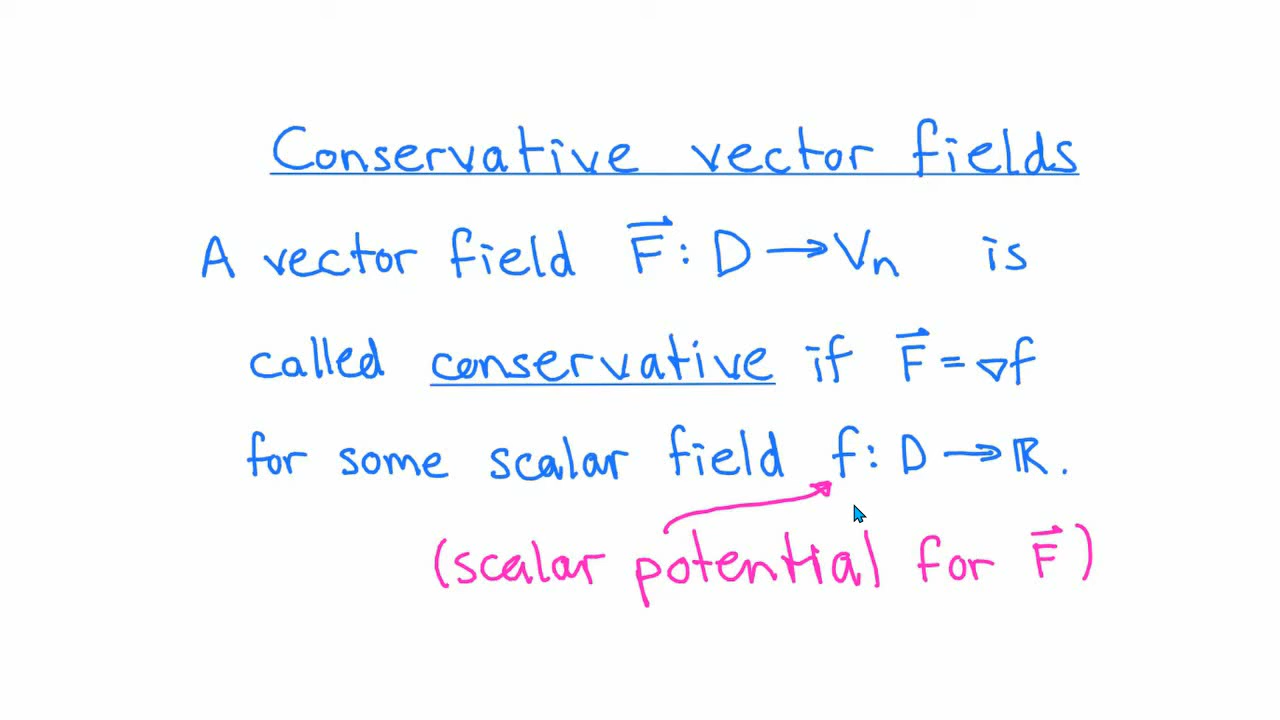 Conservative vector fields
A vector field F⃗ : D → Vₙ is
called conservative if F⃗ = ∇f
for some scalar field f : D → ℝ.
(scalar potential for F⃗)